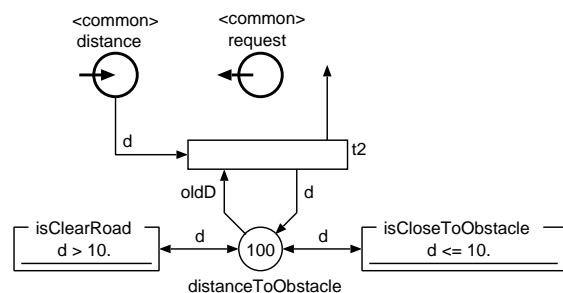 <common> <common>
distance request
d
t2
oldD d
isClearRoad d d isCloseToObstacle
d > 10. 100 d <= 10.
distanceToObstacle